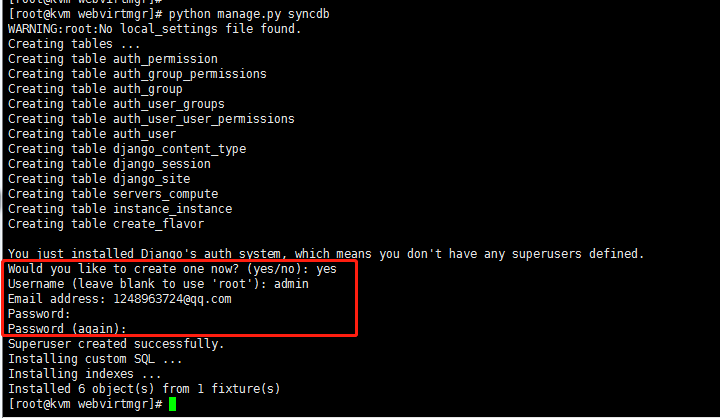 [root@kvm webvirtmgr]#
[root@kvm webvirtmgr]# python manage.py syncdb
WARNING:root:No local_settings file found.
Creating tables ...
Creating table auth_permission
Creating table auth_group_permissions
Creating table auth_group
Creating table auth_user_groups
Creating table auth_user_user_permissions
Creating table auth_user
Creating table django_content_type
Creating table django_session
Creating table django_site
Creating table servers_compute
Creating table instance_instance
Creating table create_flavor
You just installed Django's auth system, which means you don't have any superusers defined.
Would you like to create one now? (yes/no): yes
Username (leave blank to use 'root'): admin
Email address: 1248963724@qq.com
Password:
Password (again):
Superuser created successfully.
Installing custom SQL ...
Installing indexes ...
Installed 6 object(s) from 1 fixture(s)
[root@kvm webvirtmgr]#